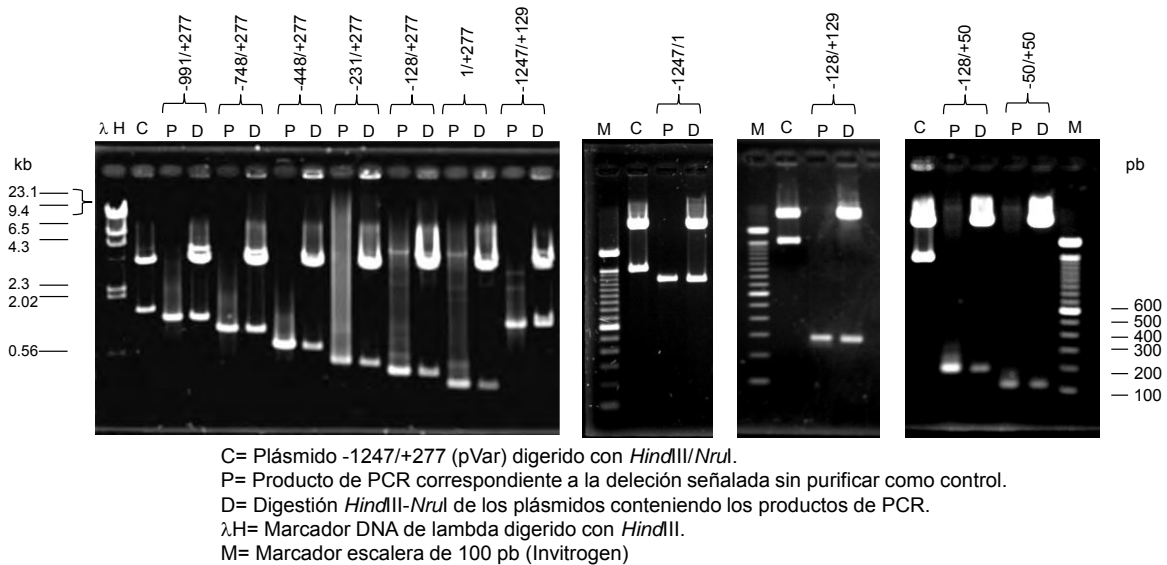 -991/+277 -748/+277 -448/+277 -231/+277 -128/+277 1/+277 -1247/+129 -1247/1 -128/+129 -128/+50 -50/+50
λ H C P D P D P D P D P D P D P D M C P D M C P D C P D P D M
kb pb
23.1
9.4
6.5
4.3
2.3
2.02
0.56
600
500
400
300
200
100
C= Plásmido -1247/+277 (pVar) digerido con HindIII/NruI.
P= Producto de PCR correspondiente a la deleción señalada sin purificar como control.
D= Digestión HindIII-NruI de los plásmidos conteniendo los productos de PCR.
λH= Marcador DNA de lambda digerido con HindIII.
M= Marcador escalera de 100 pb (Invitrogen)